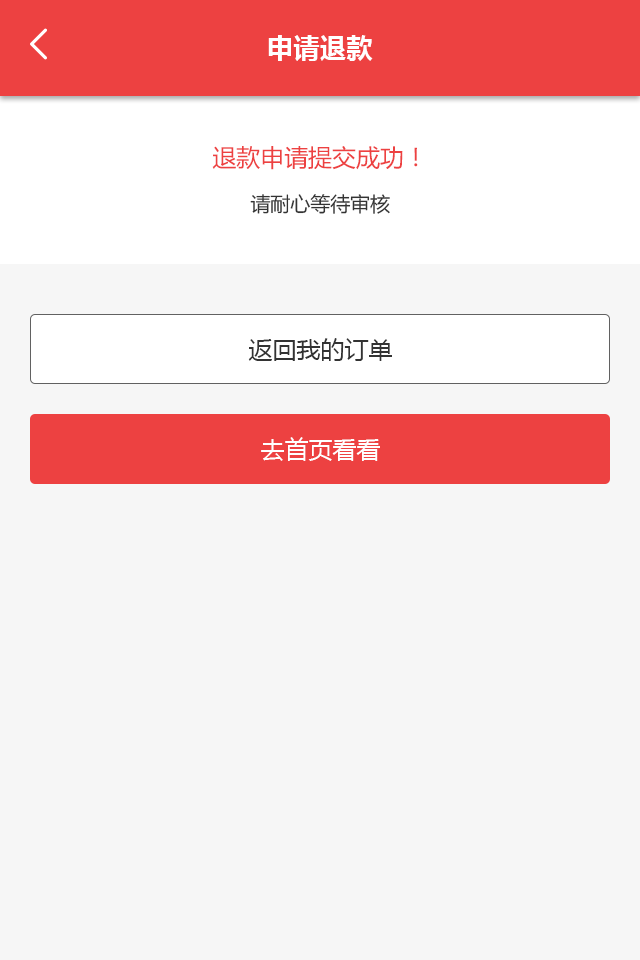 申请退款
退款申请提交成功！
请耐心等待审核
返回我的订单
去首页看看